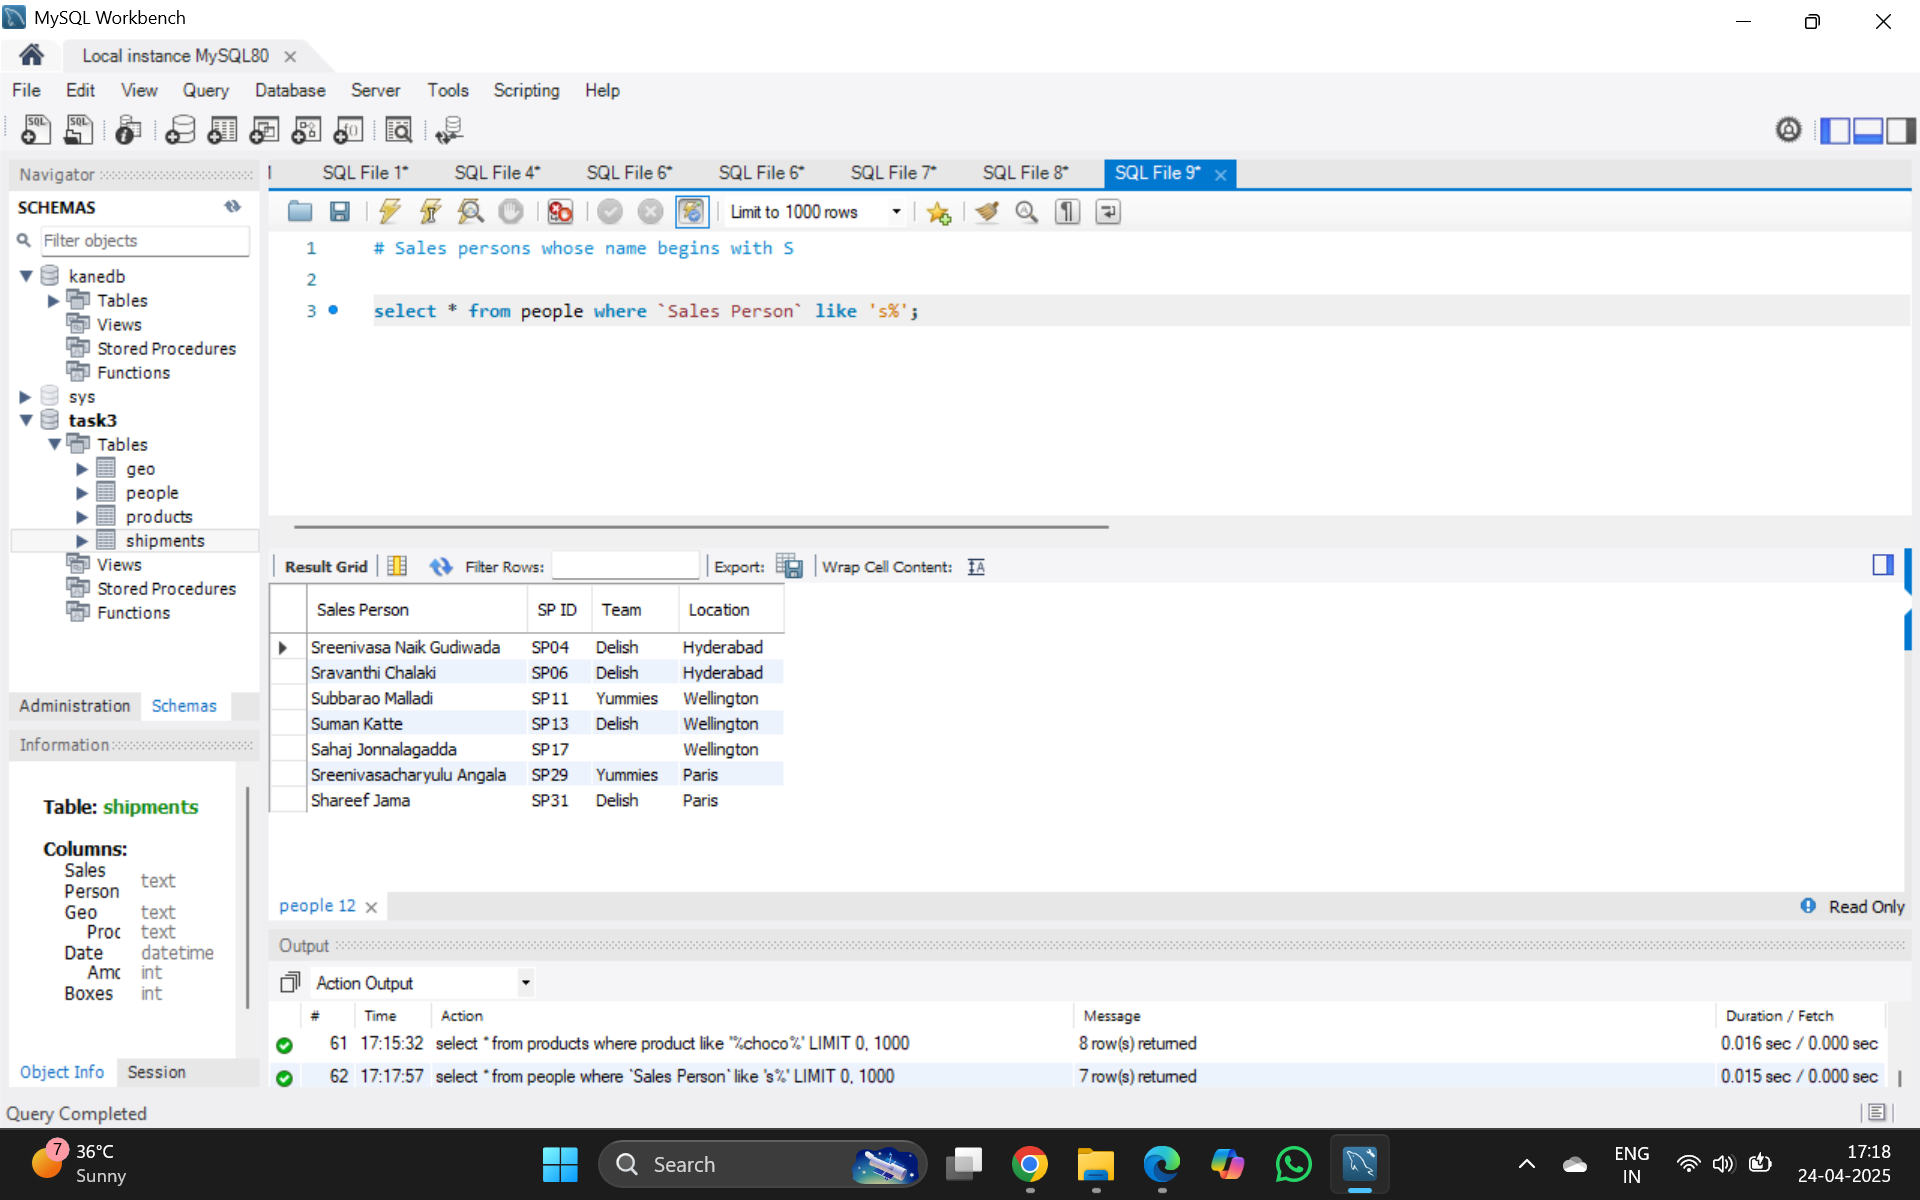 MySQL Workbench
Local instance MySQL80
File Edit View Query Database Server Tools Scripting Help
Navigator
SCHEMAS
Filter objects
kanedb
Tables
Views
Stored Procedures
Functions
sys
task3
Tables
geo
people
products
shipments
Views
Stored Procedures
Functions
Administration Schemas
Information
Table: shipments
Columns:
Sales Person text
Geo text
Proc text
Date datetime
Amc int
Boxes int
Object Info Session
SQL File 1* SQL File 4* SQL File 6* SQL File 6* SQL File 7* SQL File 8* SQL File 9*
Limit to 1000 rows
1 # Sales persons whose name begins with S
2
3 select * from people where `Sales Person` like 's%';
Result Grid Filter Rows: Export: Wrap Cell Content:
Sales Person SP ID Team Location
Sreenivasa Naik Gudiwada SP04 Delish Hyderabad
Sravanthi Chalaki SP06 Delish Hyderabad
Subbarao Malladi SP11 Yummies Wellington
Suman Katte SP13 Delish Wellington
Sahaj Jonnalagadda SP17 Wellington
Sreenivasacharyulu Angala SP29 Yummies Paris
Shareef Jama SP31 Delish Paris
people 12
Read Only
Output
Action Output
# Time Action Message Duration / Fetch
61 17:15:32 select * from products where product like '%choco%' LIMIT 0, 1000 8 row(s) returned 0.016 sec / 0.000 sec
62 17:17:57 select * from people where `Sales Person` like 's%' LIMIT 0, 1000 7 row(s) returned 0.015 sec / 0.000 sec
Query Completed
7
36°C
Sunny
Search
ENG
IN
17:18
24-04-2025